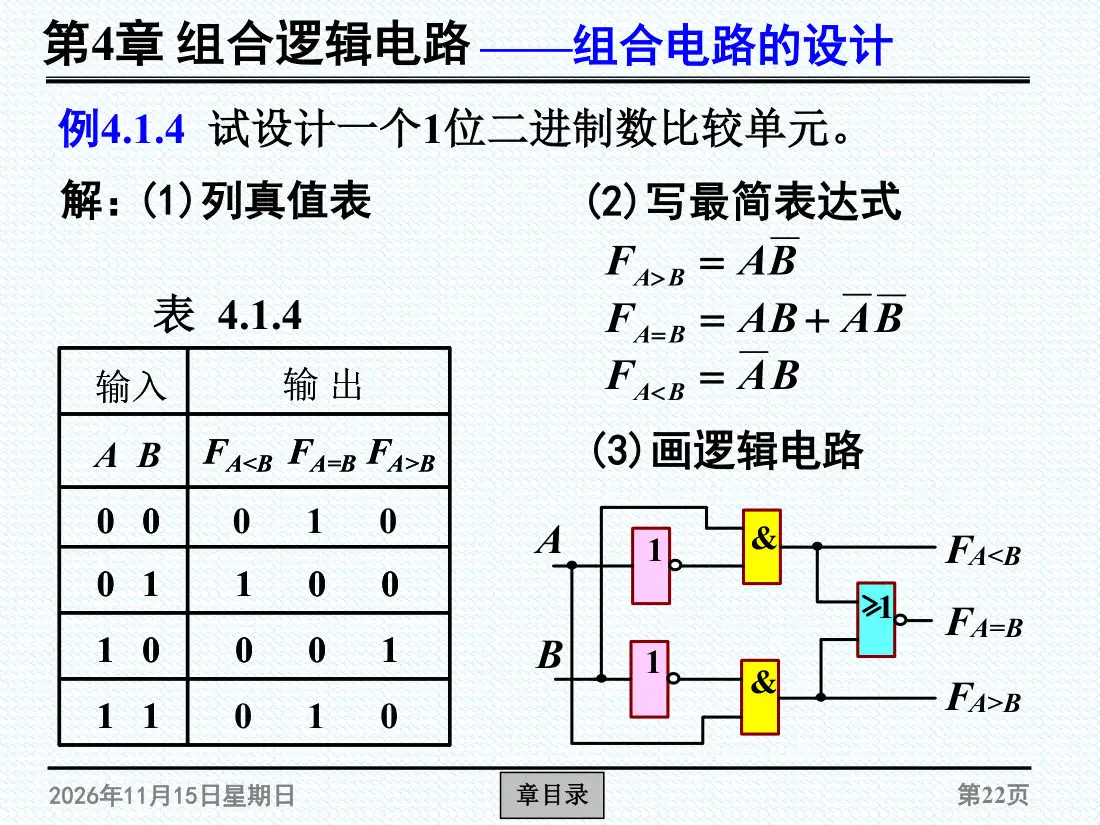 第4章 组合逻辑电路 ——组合电路的设计
例4.1.4 试设计一个1位二进制数比较单元。
解：(1)列真值表
表 4.1.4
输入 输 出
A B F_{A<B} F_{A=B} F_{A>B}
0 0 0 1 0
0 1 1 0 0
1 0 0 0 1
1 1 0 1 0
(2)写最简表达式
F_{A>B} = AB̅
F_{A=B} = AB + A̅B̅
F_{A<B} = A̅B
(3)画逻辑电路
A
1
&
F_{A<B}
≥1
F_{A=B}
B
1
&
F_{A>B}
2026年11月15日星期日
章目录
第22页